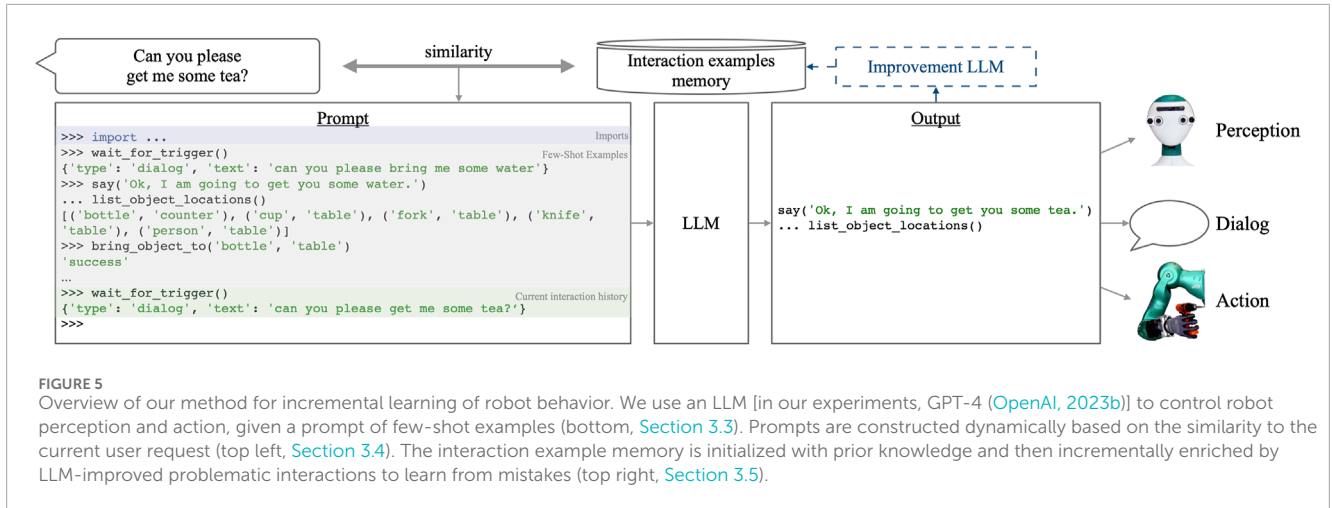 Can you please
get me some tea?
similarity
Interaction examples
memory
Improvement LLM
Prompt
>>> import ...
Imports
>>> wait_for_trigger()
Few-Shot Examples
{'type': 'dialog', 'text': 'can you please bring me some water'}
>>> say('Ok, I am going to get you some water.')
... list_object_locations()
[('bottle', 'counter'), ('cup', 'table'), ('fork', 'table'), ('knife',
'table'), ('person', 'table')]
>>> bring_object_to('bottle', 'table')
'success'
…
>>> wait_for_trigger()
Current interaction history
{'type': 'dialog', 'text': 'can you please get me some tea?’}
>>>
LLM
Output
say('Ok, I am going to get you some tea.')
... list_object_locations()
Perception
Dialog
Action
FIGURE 5
Overview of our method for incremental learning of robot behavior. We use an LLM [in our experiments, GPT-4 (OpenAI, 2023b)] to control robot
perception and action, given a prompt of few-shot examples (bottom, Section 3.3). Prompts are constructed dynamically based on the similarity to the
current user request (top left, Section 3.4). The interaction example memory is initialized with prior knowledge and then incrementally enriched by
LLM-improved problematic interactions to learn from mistakes (top right, Section 3.5).